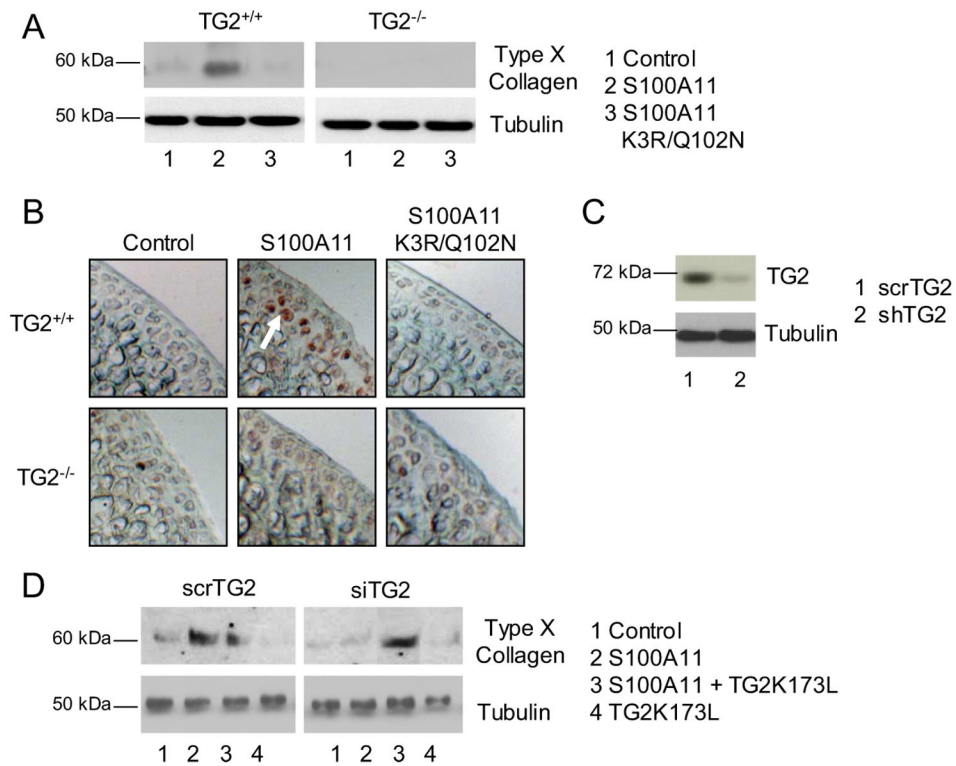 A
TG2+/+ TG2-/-
60 kDa Type X Collagen
50 kDa Tubulin
1 2 3 1 2 3
1 Control
2 S100A11
3 S100A11
K3R/Q102N
B
Control S100A11 S100A11 K3R/Q102N
TG2+/+
TG2-/-
C
72 kDa TG2
50 kDa Tubulin
1 2
1 scrTG2
2 shTG2
D
scrTG2 siTG2
60 kDa Type X Collagen
50 kDa Tubulin
1 2 3 4 1 2 3 4
1 Control
2 S100A11
3 S100A11 + TG2K173L
4 TG2K173L